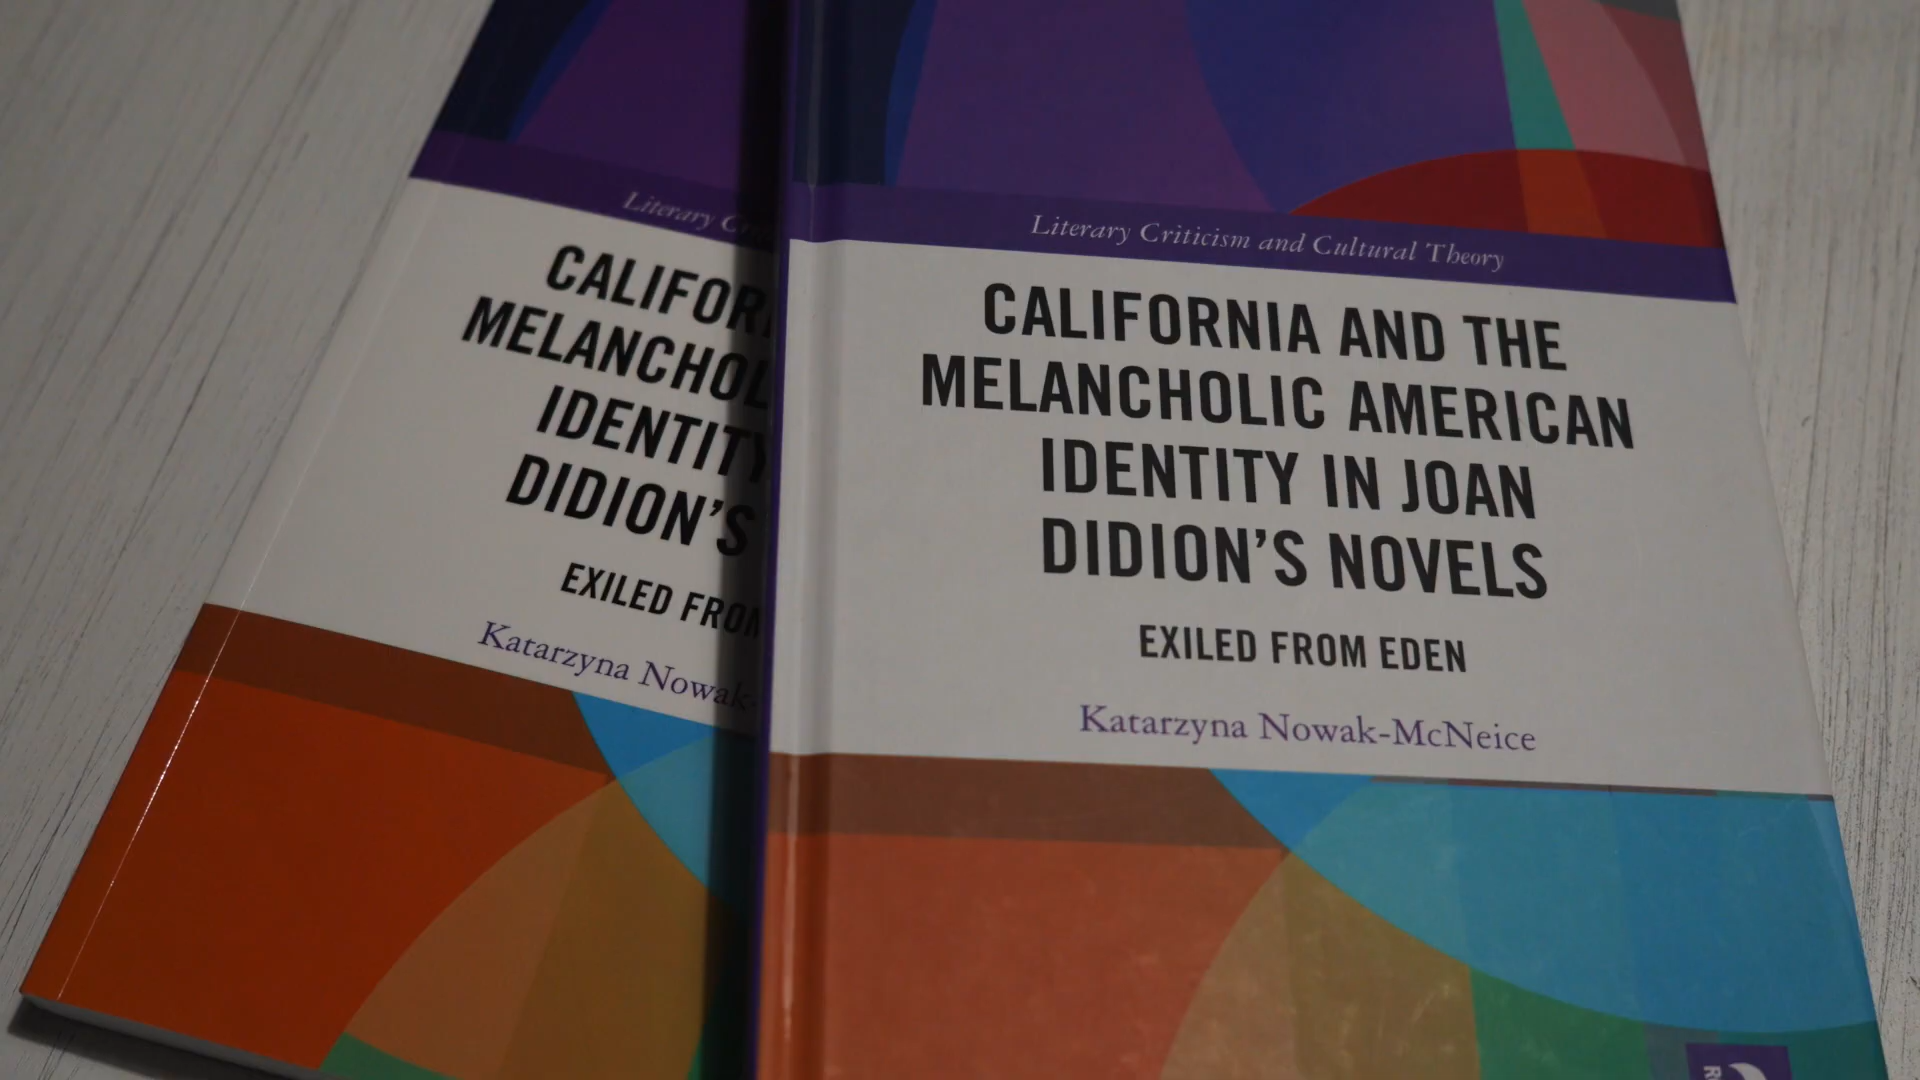 Literary
CALIFOR
MELANCHOL
IDENTITY
DIDION'S
EXILED FROM
Katarzyna Nowak-
Literary Criticism and Cultural Theory
CALIFORNIA AND THE
MELANCHOLIC AMERICAN
IDENTITY IN JOAN
DIDION'S NOVELS
EXILED FROM EDEN
Katarzyna Nowak-McNeice
R